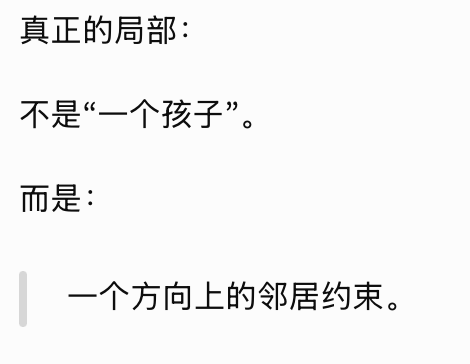 真正的局部：
不是“一个孩子”。
而是：
一个方向上的邻居约束。